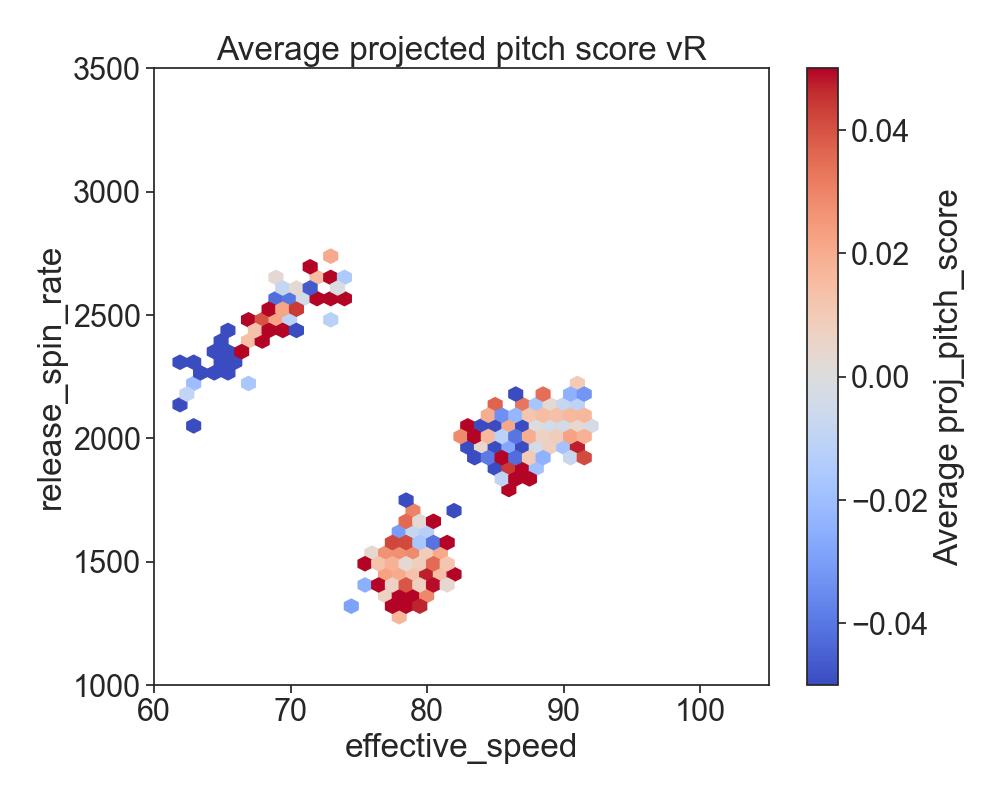 Average projected pitch score vR
3500
3000
2500
2000
1500
1000
release_spin_rate
60 70 80 90 100
effective_speed
0.04
0.02
0.00
−0.02
−0.04
Average proj_pitch_score